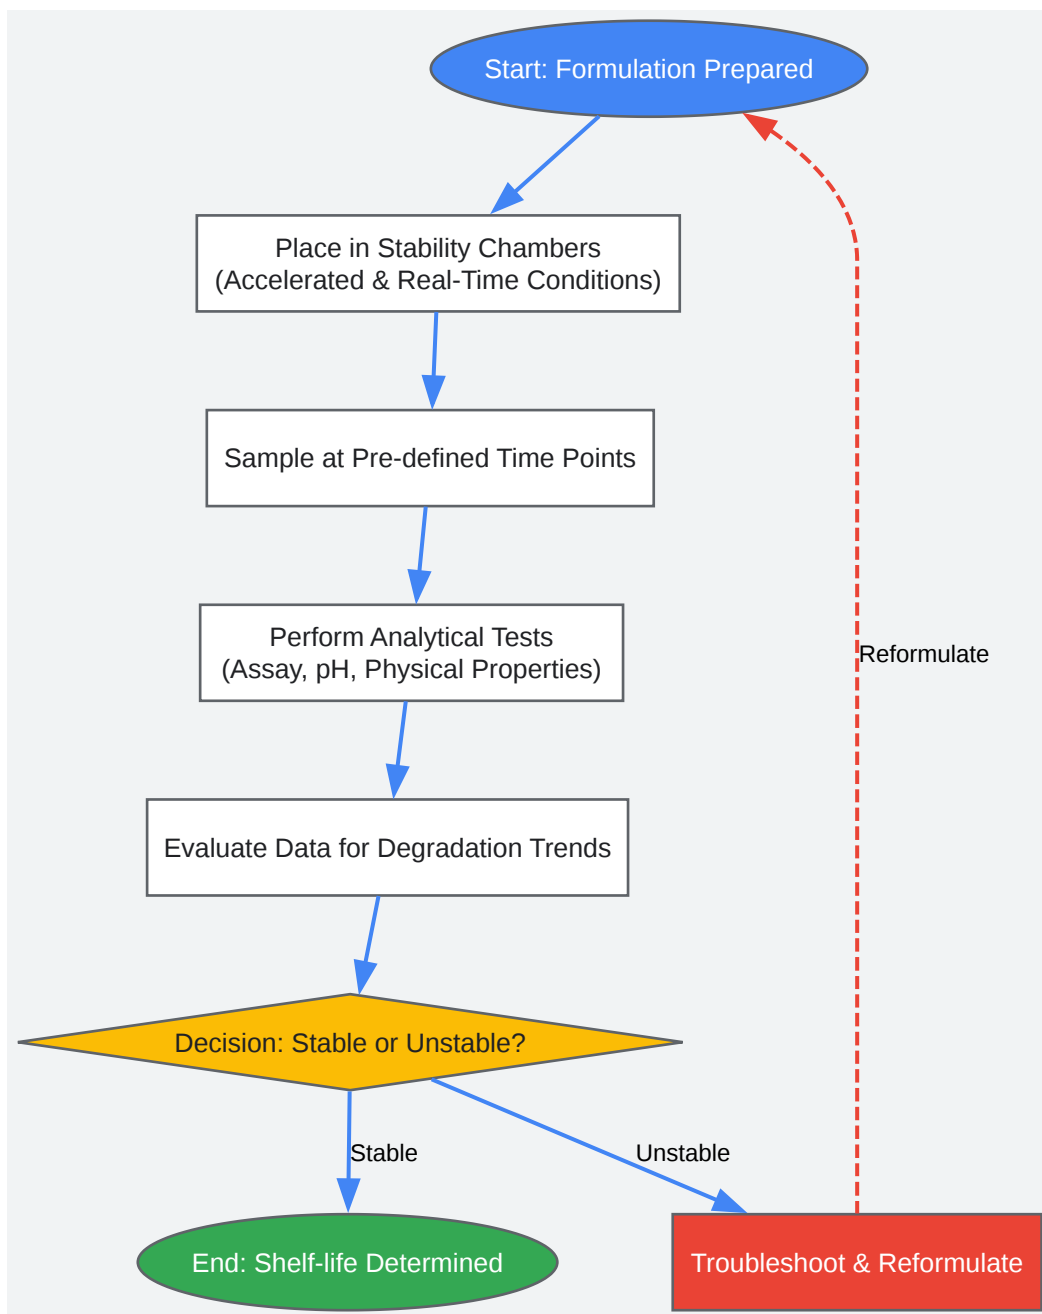 Start: Formulation Prepared
Place in Stability Chambers
(Accelerated & Real-Time Conditions)
Sample at Pre-defined Time Points
Perform Analytical Tests
(Assay, pH, Physical Properties)
Reformulate
Evaluate Data for Degradation Trends
Decision: Stable or Unstable?
Stable
Unstable
End: Shelf-life Determined
Troubleshoot & Reformulate